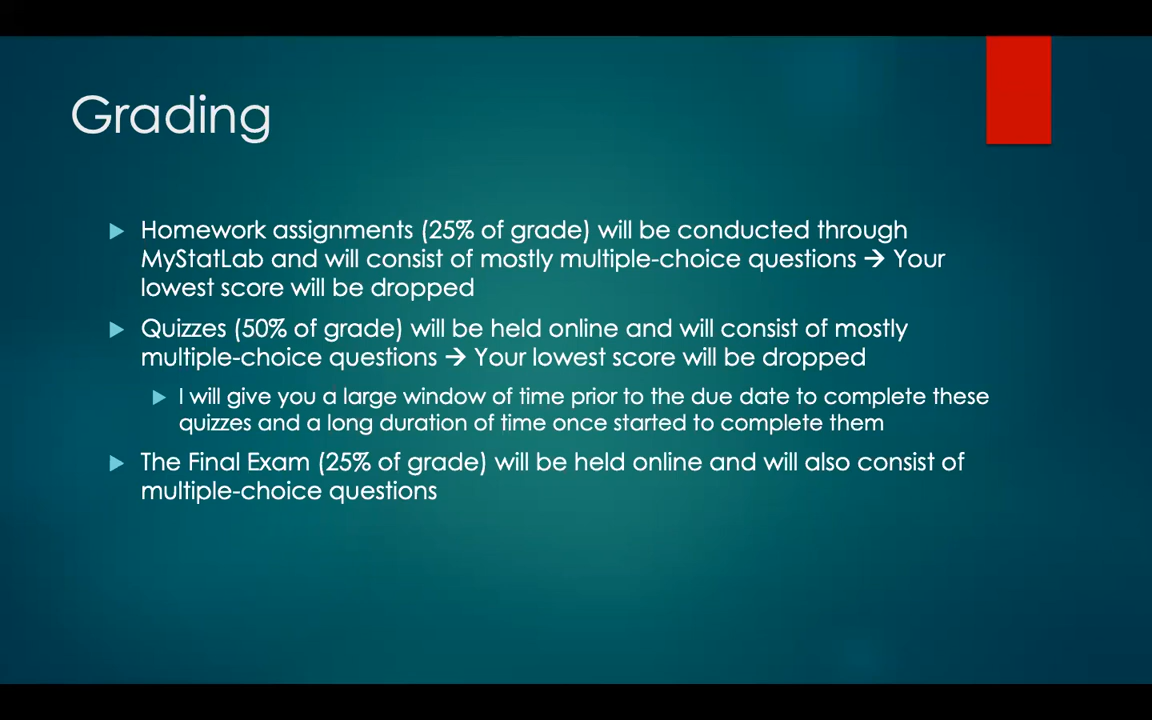 Grading
Homework assignments (25% of grade) will be conducted through
MyStatLab and will consist of mostly multiple-choice questions → Your
lowest score will be dropped
Quizzes (50% of grade) will be held online and will consist of mostly
multiple-choice questions → Your lowest score will be dropped
I will give you a large window of time prior to the due date to complete these
quizzes and a long duration of time once started to complete them
The Final Exam (25% of grade) will be held online and will also consist of
multiple-choice questions